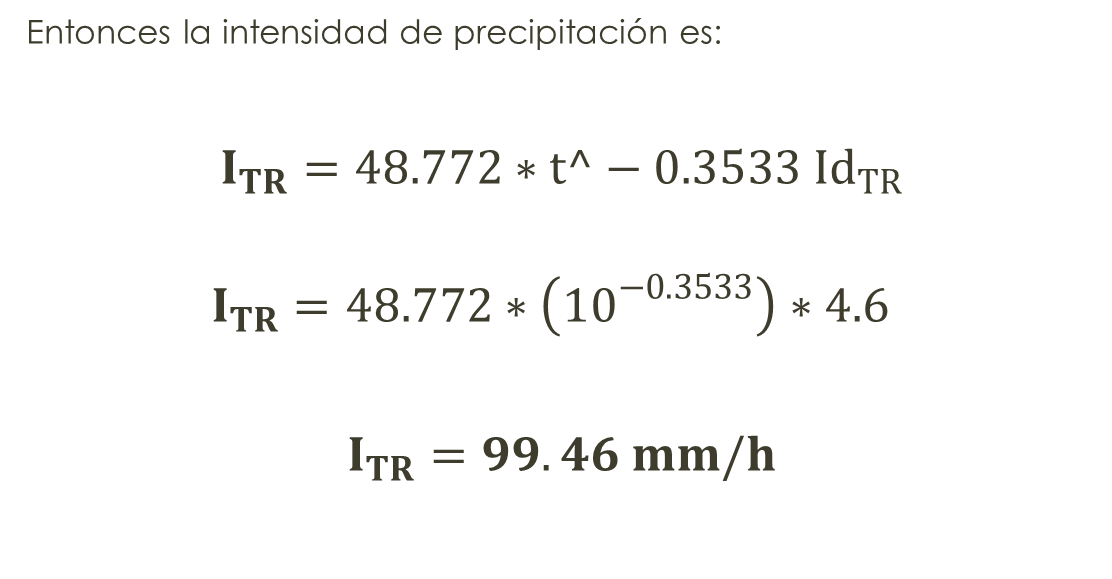 Entonces la intensidad de precipitación es:
I_TR = 48.772 * t^ − 0.3533 Id_TR
I_TR = 48.772 * (10^−0.3533) * 4.6
I_TR = 99.46 mm/h